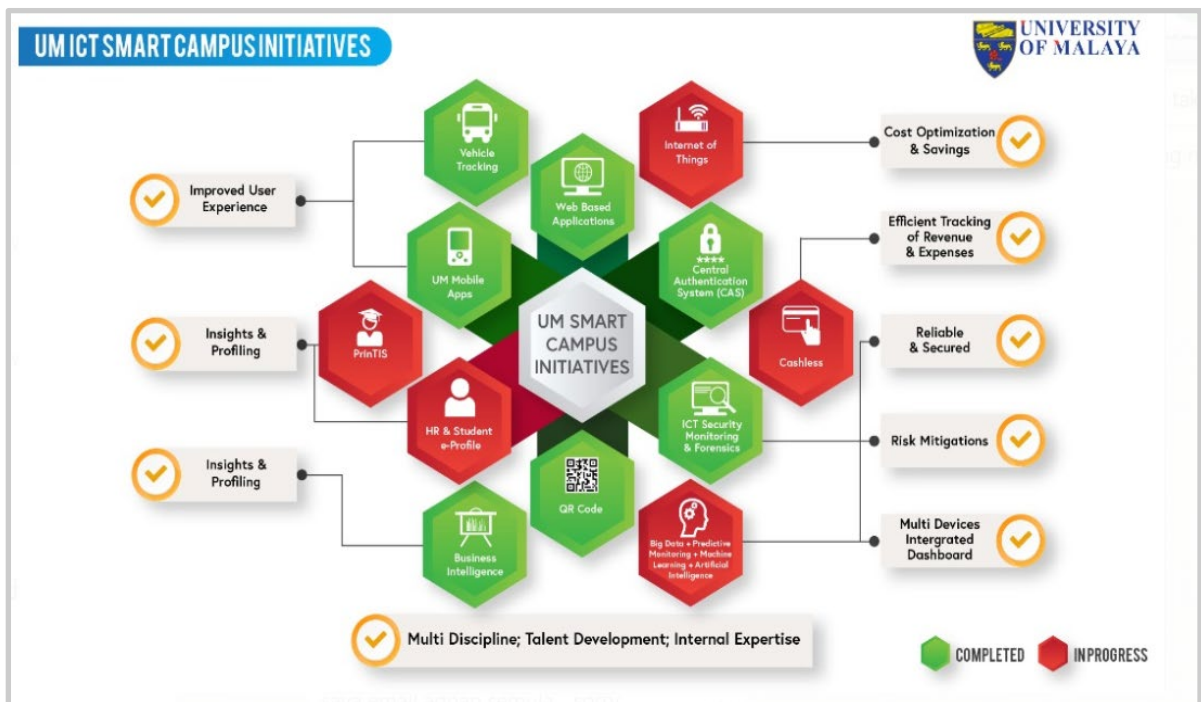 UM ICT SMART CAMPUS INITIATIVES
UNIVERSITY
OF MALAYA
Vehicle
Tracking
Web Based
Applications
Internet of
Things
Cost Optimization
& Savings
Improved User
Experience
UM Mobile
Apps
****
Central
Authentication
System (CAS)
Efficient Tracking
of Revenue
& Expenses
Insights &
Profiling
PrinTIS
UM SMART
CAMPUS
INITIATIVES
Cashless
Reliable
& Secured
HR & Student
e-Profile
ICT Security
Monitoring
& Forensics
Risk Mitigations
Insights &
Profiling
Business
Intelligence
QR Code
Big Data + Predictive
Monitoring + Machine
Learning + Artificial
Intelligence
Multi Devices
Intergrated
Dashboard
Multi Discipline; Talent Development; Internal Expertise
COMPLETED
INPROGRESS